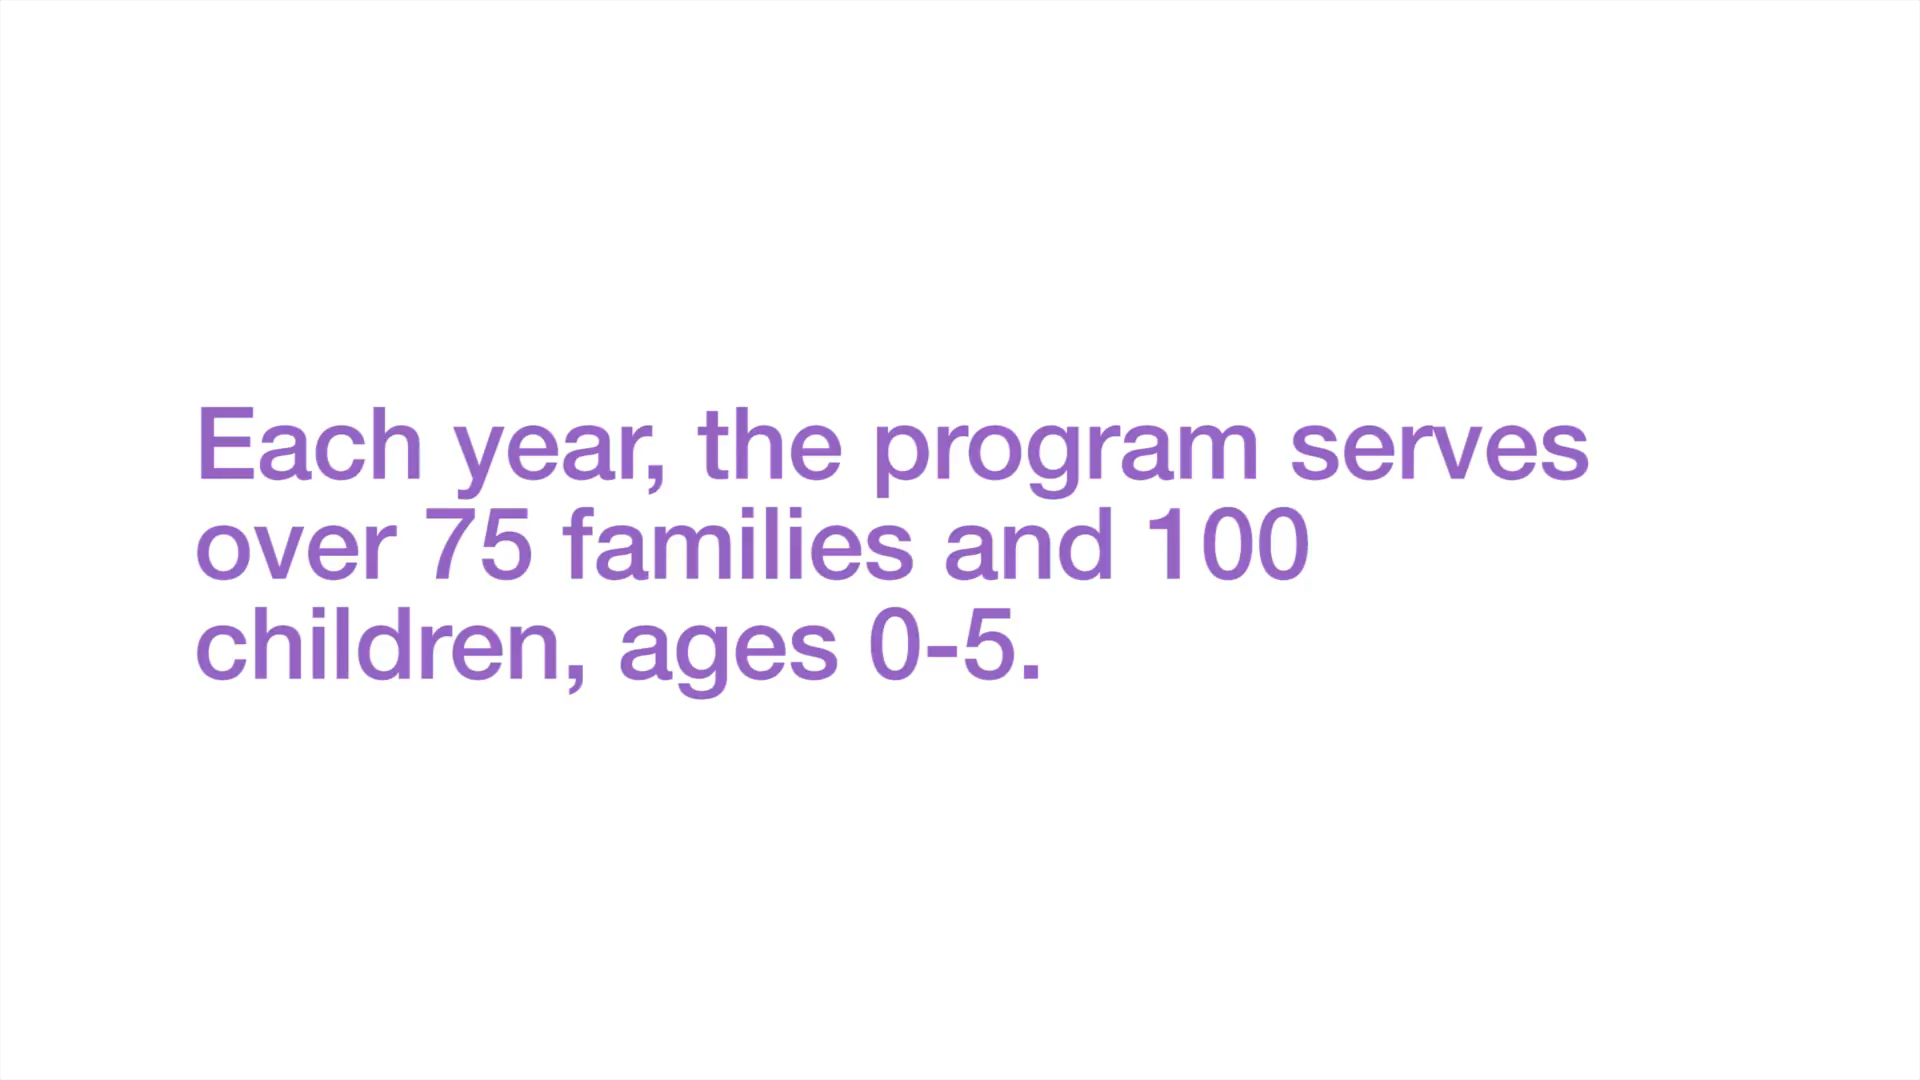 Each year, the program serves
over 75 families and 100
children, ages 0-5.